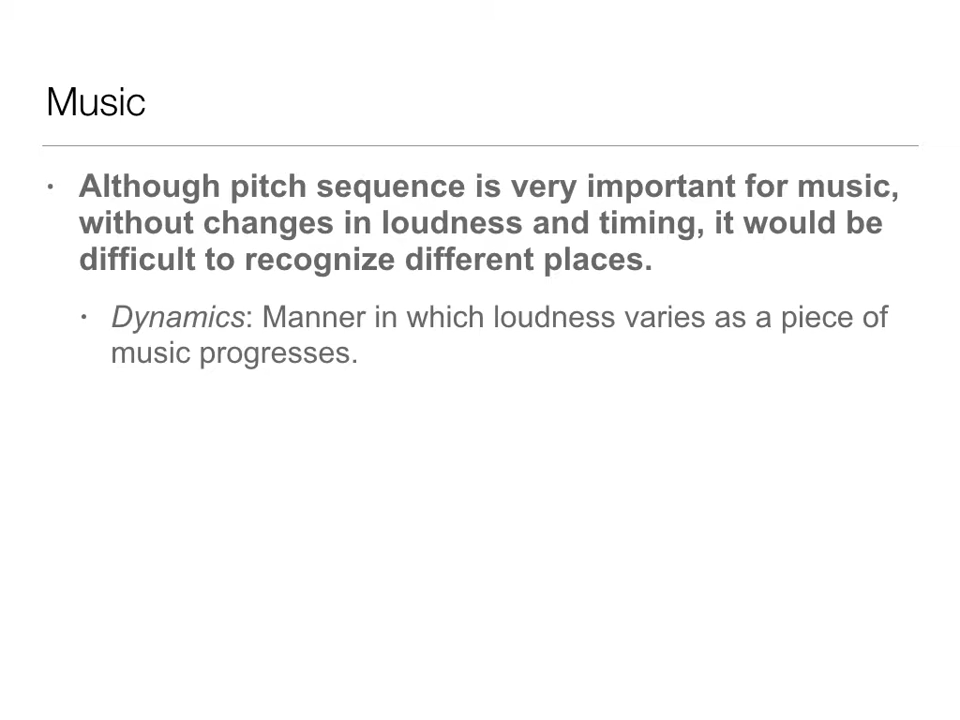 Music
• Although pitch sequence is very important for music,
without changes in loudness and timing, it would be
difficult to recognize different places.
• Dynamics: Manner in which loudness varies as a piece of
music progresses.